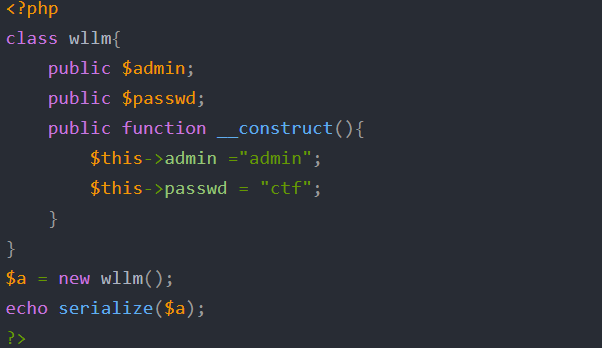 <?php
class wllm{
    public $admin;
    public $passwd;
    public function __construct(){
        $this->admin ="admin";
        $this->passwd = "ctf";
    }
}
$a = new wllm();
echo serialize($a);
?>